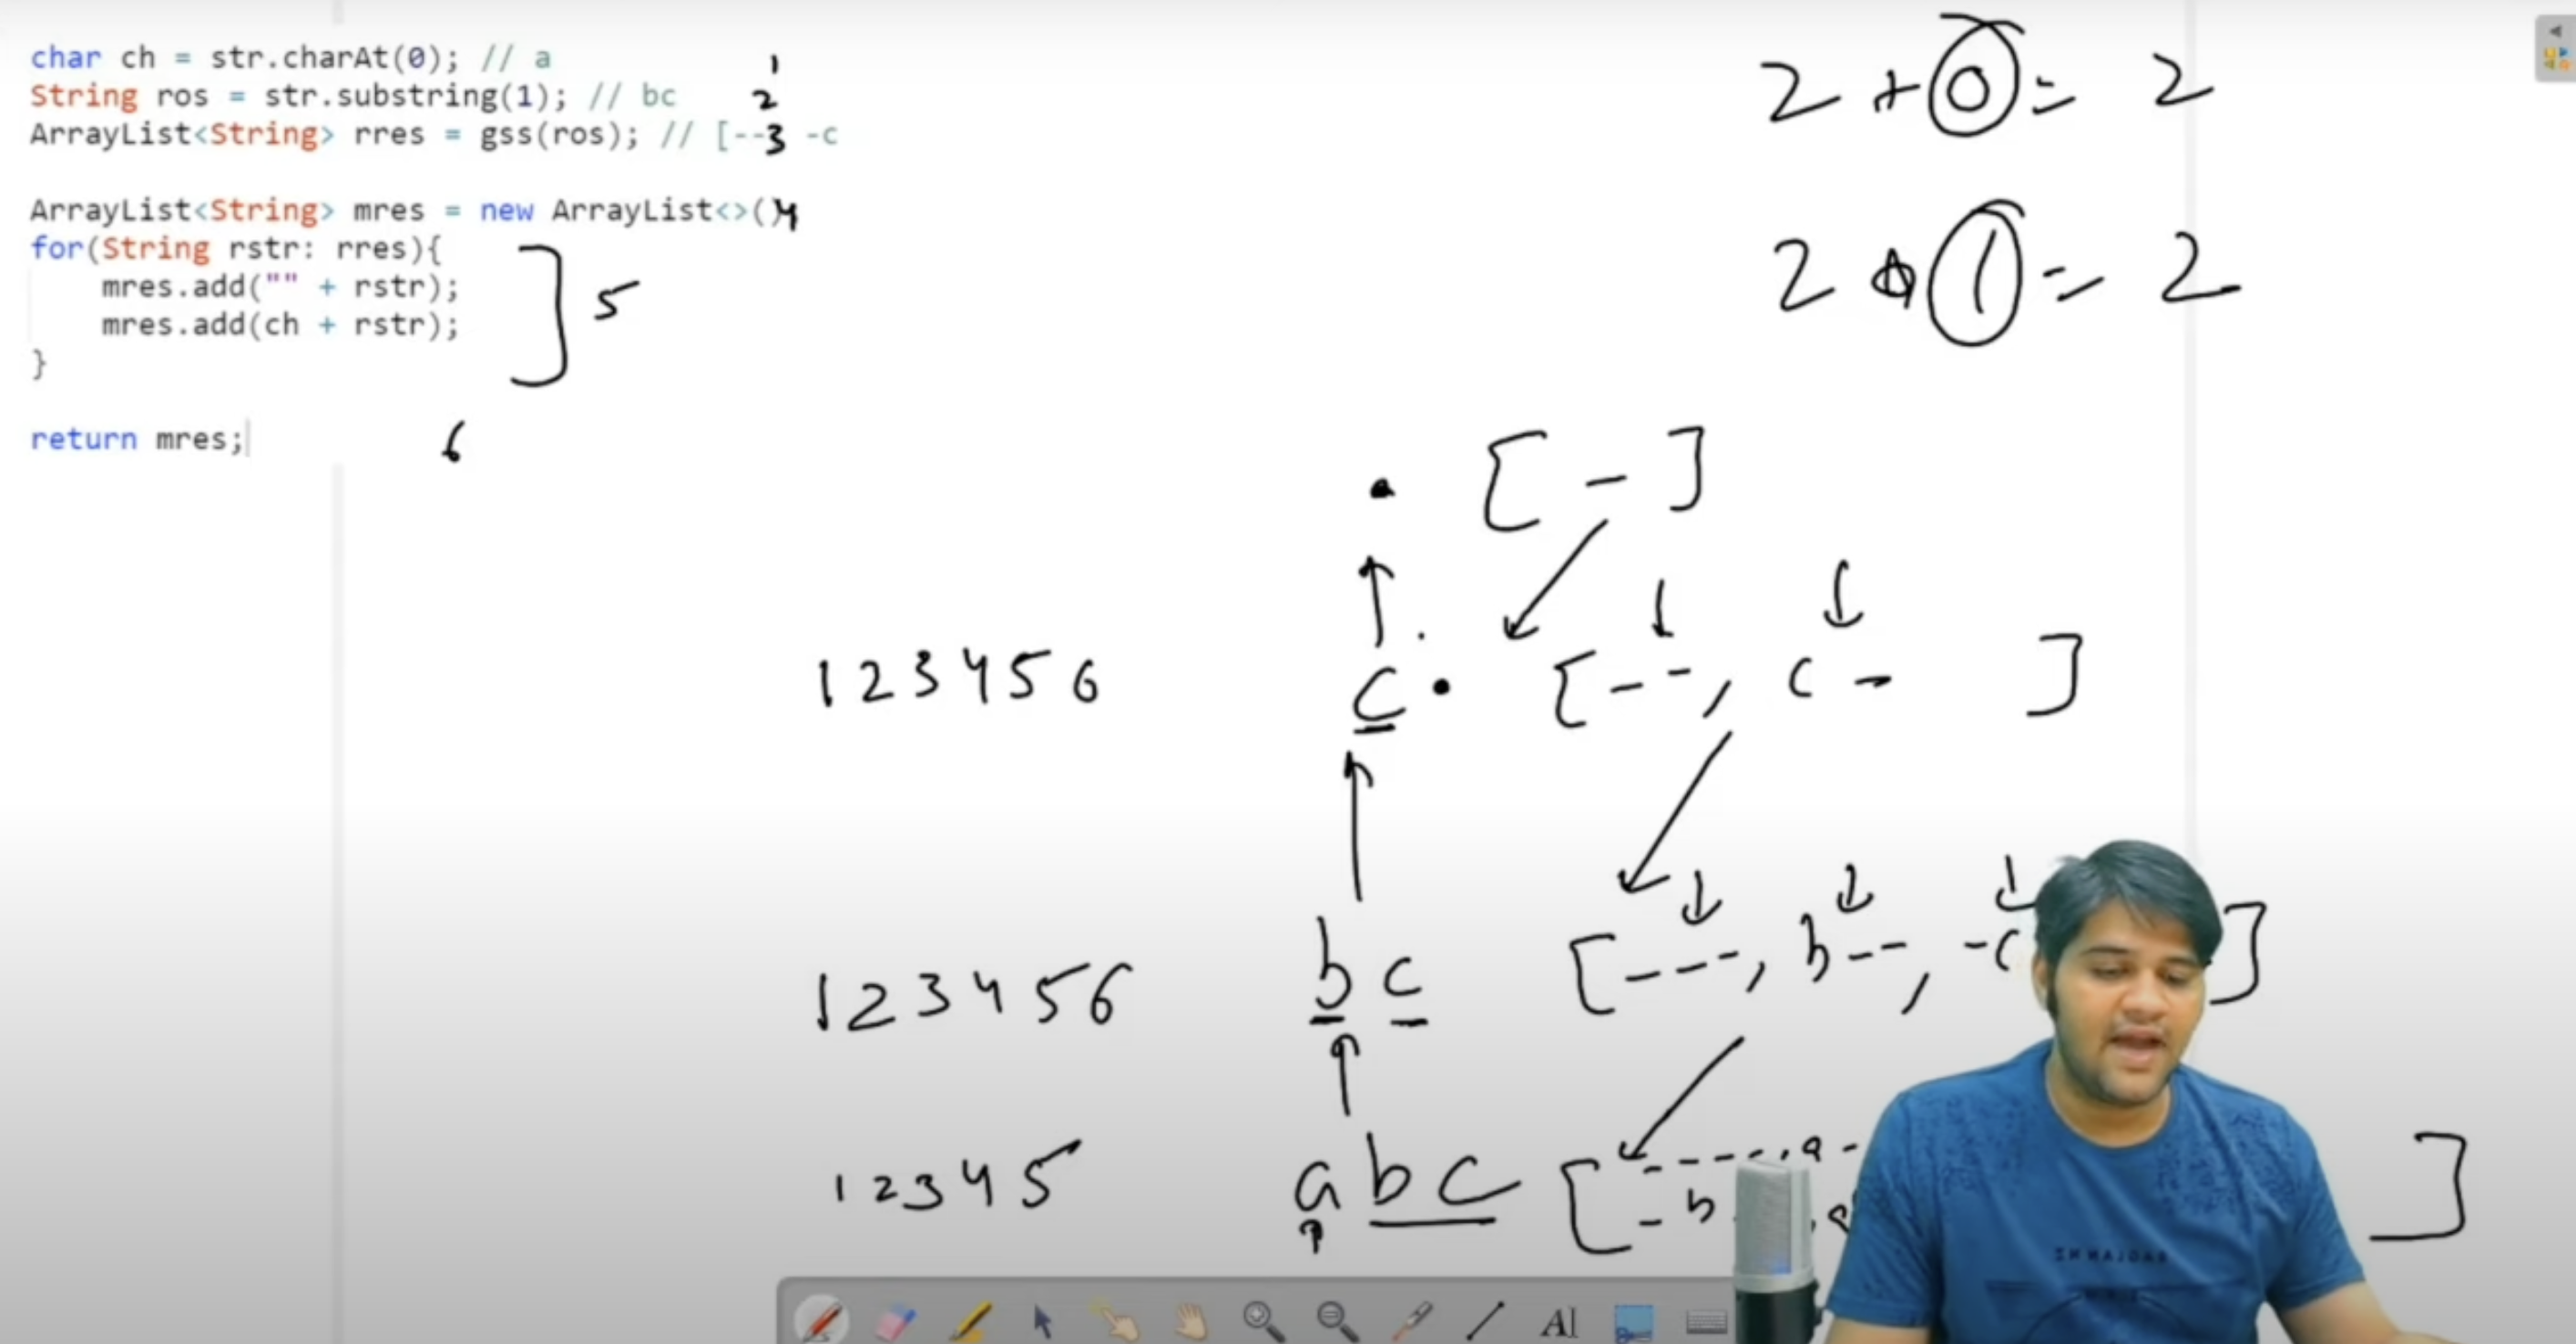 char ch = str.charAt(0); // a 1
String ros = str.substring(1); // bc 2
ArrayList<String> rres = gss(ros); // [--3 -c
ArrayList<String> mres = new ArrayList<>() 4
for(String rstr: rres){
mres.add("" + rstr);
mres.add(ch + rstr);
}
5
return mres; 6
2 + 0 = 2
2 * 1 = 2
[ - ]
1 2 3 4 5 6 c [ - -, c - ]
1 2 3 4 5 6 b c [ - - -, b - -, - c ]
1 2 3 4 5 a b c [ - - - -, a - ]
- b , a
AI